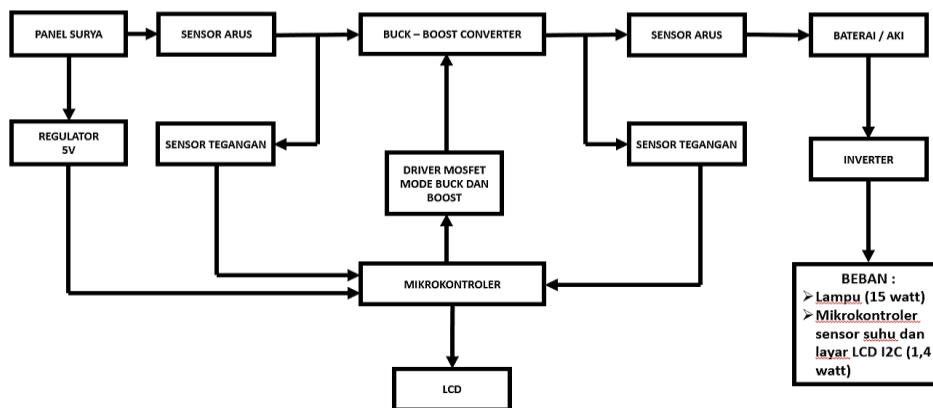 PANEL SURYA
SENSOR ARUS
BUCK – BOOST CONVERTER
SENSOR ARUS
BATERAI / AKI
REGULATOR
5V
SENSOR TEGANGAN
DRIVER MOSFET
MODE BUCK DAN
BOOST
SENSOR TEGANGAN
INVERTER
MIKROKONTROLER
BEBAN :
➢Lampu (15 watt)
➢Mikrokontroler
sensor suhu dan
layar LCD I2C (1,4
watt)
LCD